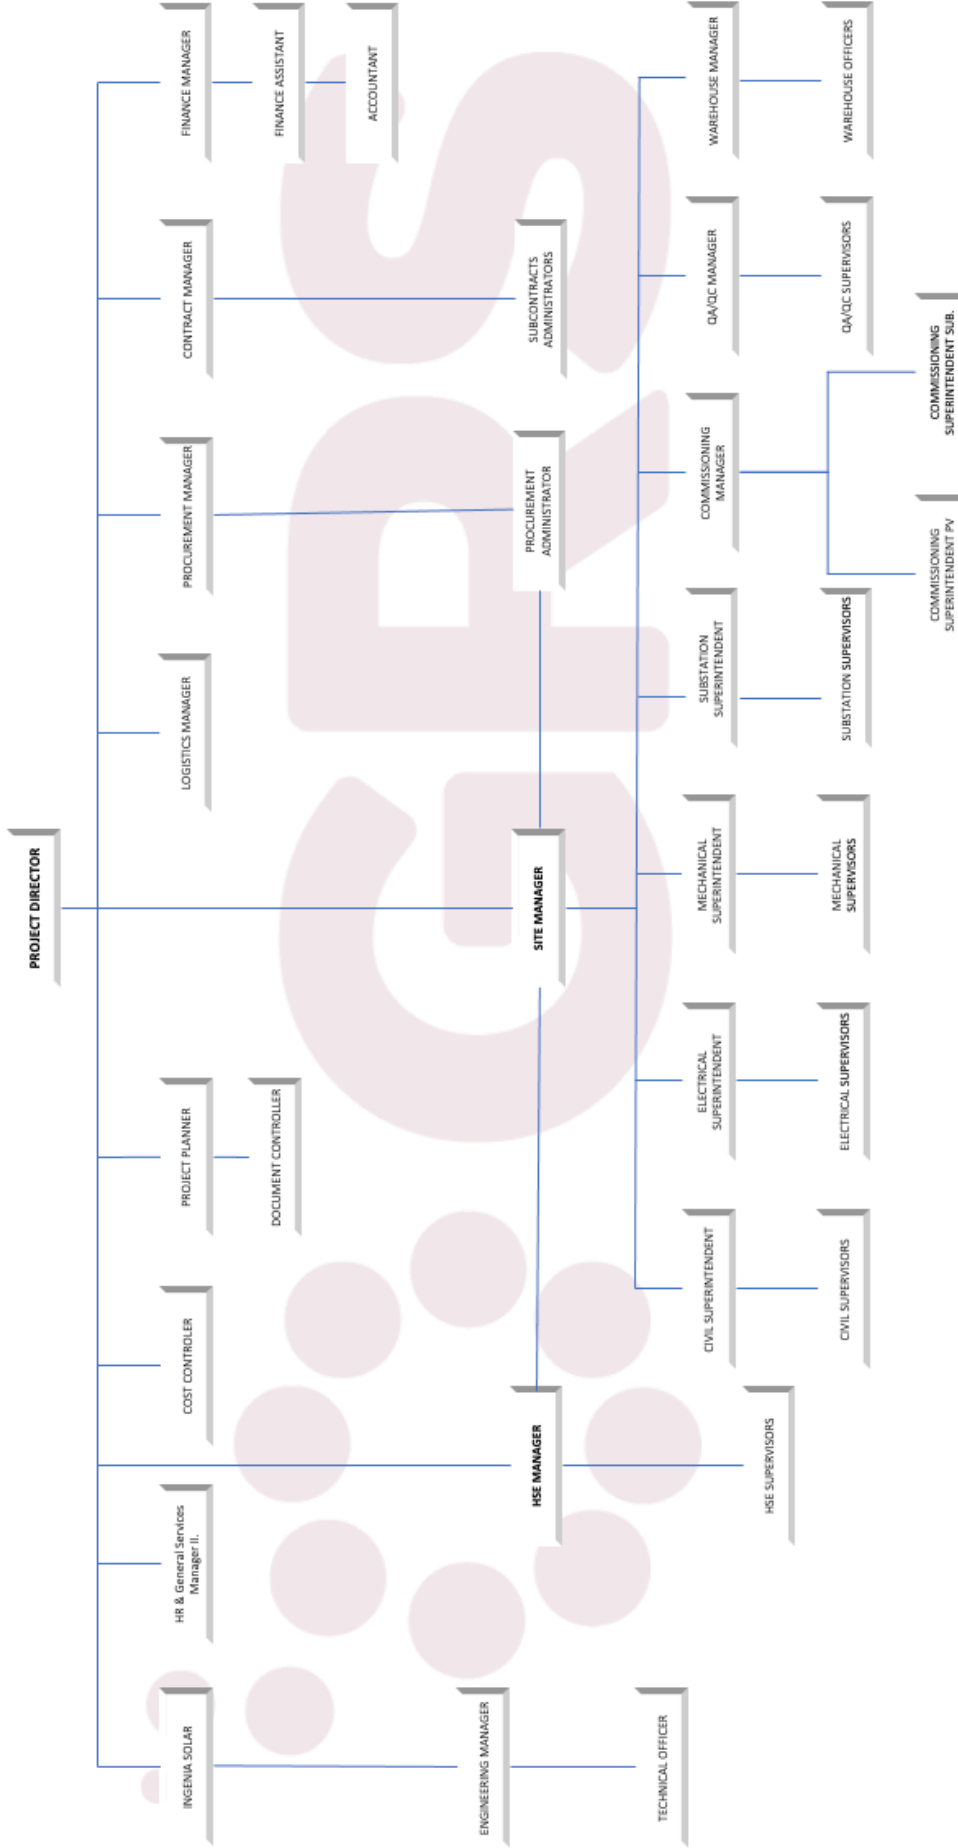 PROJECT DIRECTOR
INGENIA SOLAR
HR & General Services
Manager II.
COST CONTROLER
PROJECT PLANNER
LOGISTICS MANAGER
PROCUREMENT MANAGER
CONTRACT MANAGER
FINANCE MANAGER
DOCUMENT CONTROLLER
FINANCE ASSISTANT
ACCOUNTANT
ENGINEERING MANAGER
HSE MANAGER
SITE MANAGER
PROCUREMENT
ADMINISTRATOR
SUBCONTRACTS
ADMINISTRATORS
TECHNICAL OFFICER
CIVIL SUPERINTENDENT
ELECTRICAL
SUPERINTENDENT
MECHANICAL
SUPERINTENDENT
SUBSTATION
SUPERINTENDENT
COMMISSIONING
MANAGER
QA/QC MANAGER
WAREHOUSE MANAGER
HSE SUPERVISORS
CIVIL SUPERVISORS
ELECTRICAL SUPERVISORS
MECHANICAL
SUPERVISORS
SUBSTATION SUPERVISORS
QA/QC SUPERVISORS
WAREHOUSE OFFICERS
COMMISSIONING
SUPERINTENDENT PV
COMMISSIONING
SUPERINTENDENT SUB.
GRS